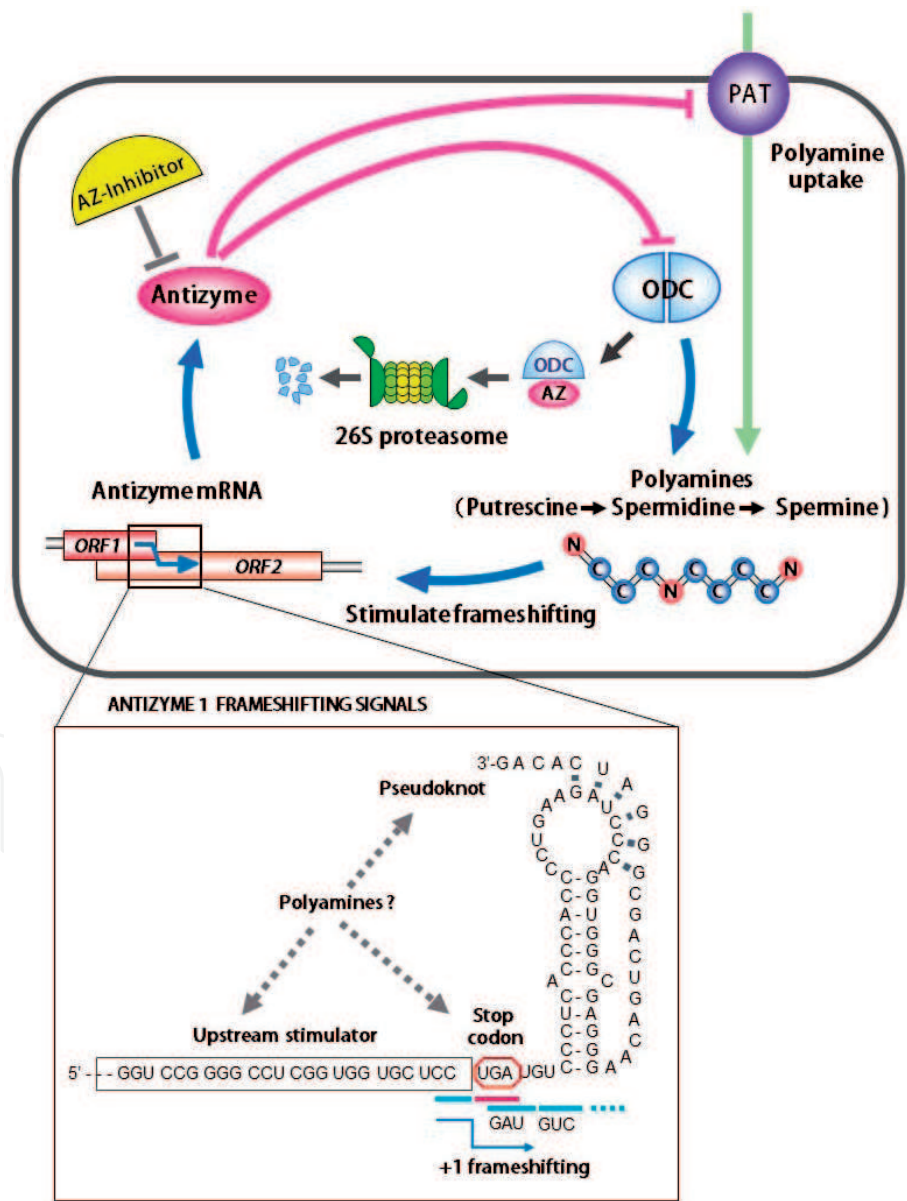 PAT
Polyamine
uptake
AZ-Inhibitor
Antizyme
ODC
ODC
AZ
26S proteasome
Antizyme mRNA
Polyamines
(Putrescine → Spermidine → Spermine)
ORF1
ORF2
N C C C N C C C C N
Stimulate frameshifting
ANTIZYME 1 FRAMESHIFTING SIGNALS
3'-GACACUAGGGCGACUGACAAG
Pseudoknot
Polyamines ?
Upstream stimulator
Stop
codon
5' --- GGU CCG GGG CCU CGG UGG UGC UCC UGA UGU
GAU GUC
+1 frameshifting